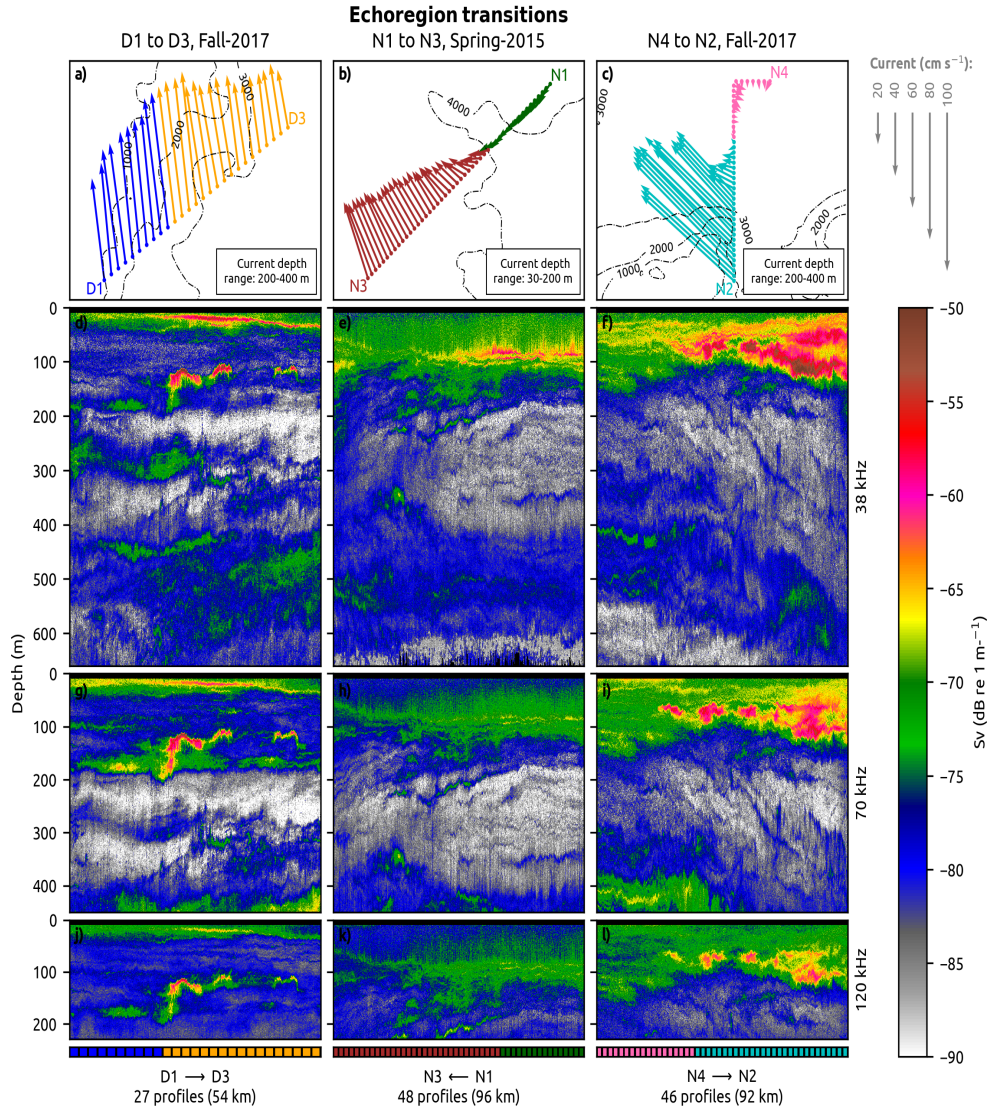 Echoregion transitions
D1 to D3, Fall-2017
N1 to N3, Spring-2015
N4 to N2, Fall-2017
a)
1000
2000
3000
D1
D3
Current depth
range: 200-400 m
b)
4000
N1
N3
Current depth
range: 30-200 m
c)
3000
N4
3000
2000
1000
2000
N2
Current depth
range: 200-400 m
Current (cm s⁻¹):
20
40
60
80
100
Depth (m)
0
100
200
300
400
500
600
d)
e)
f)
38 kHz
0
100
200
300
400
g)
h)
i)
70 kHz
0
100
200
j)
k)
l)
120 kHz
−50
−55
−60
−65
−70
−75
−80
−85
−90
Sv (dB re 1 m⁻¹)
D1 → D3
27 profiles (54 km)
N3 ← N1
48 profiles (96 km)
N4 → N2
46 profiles (92 km)